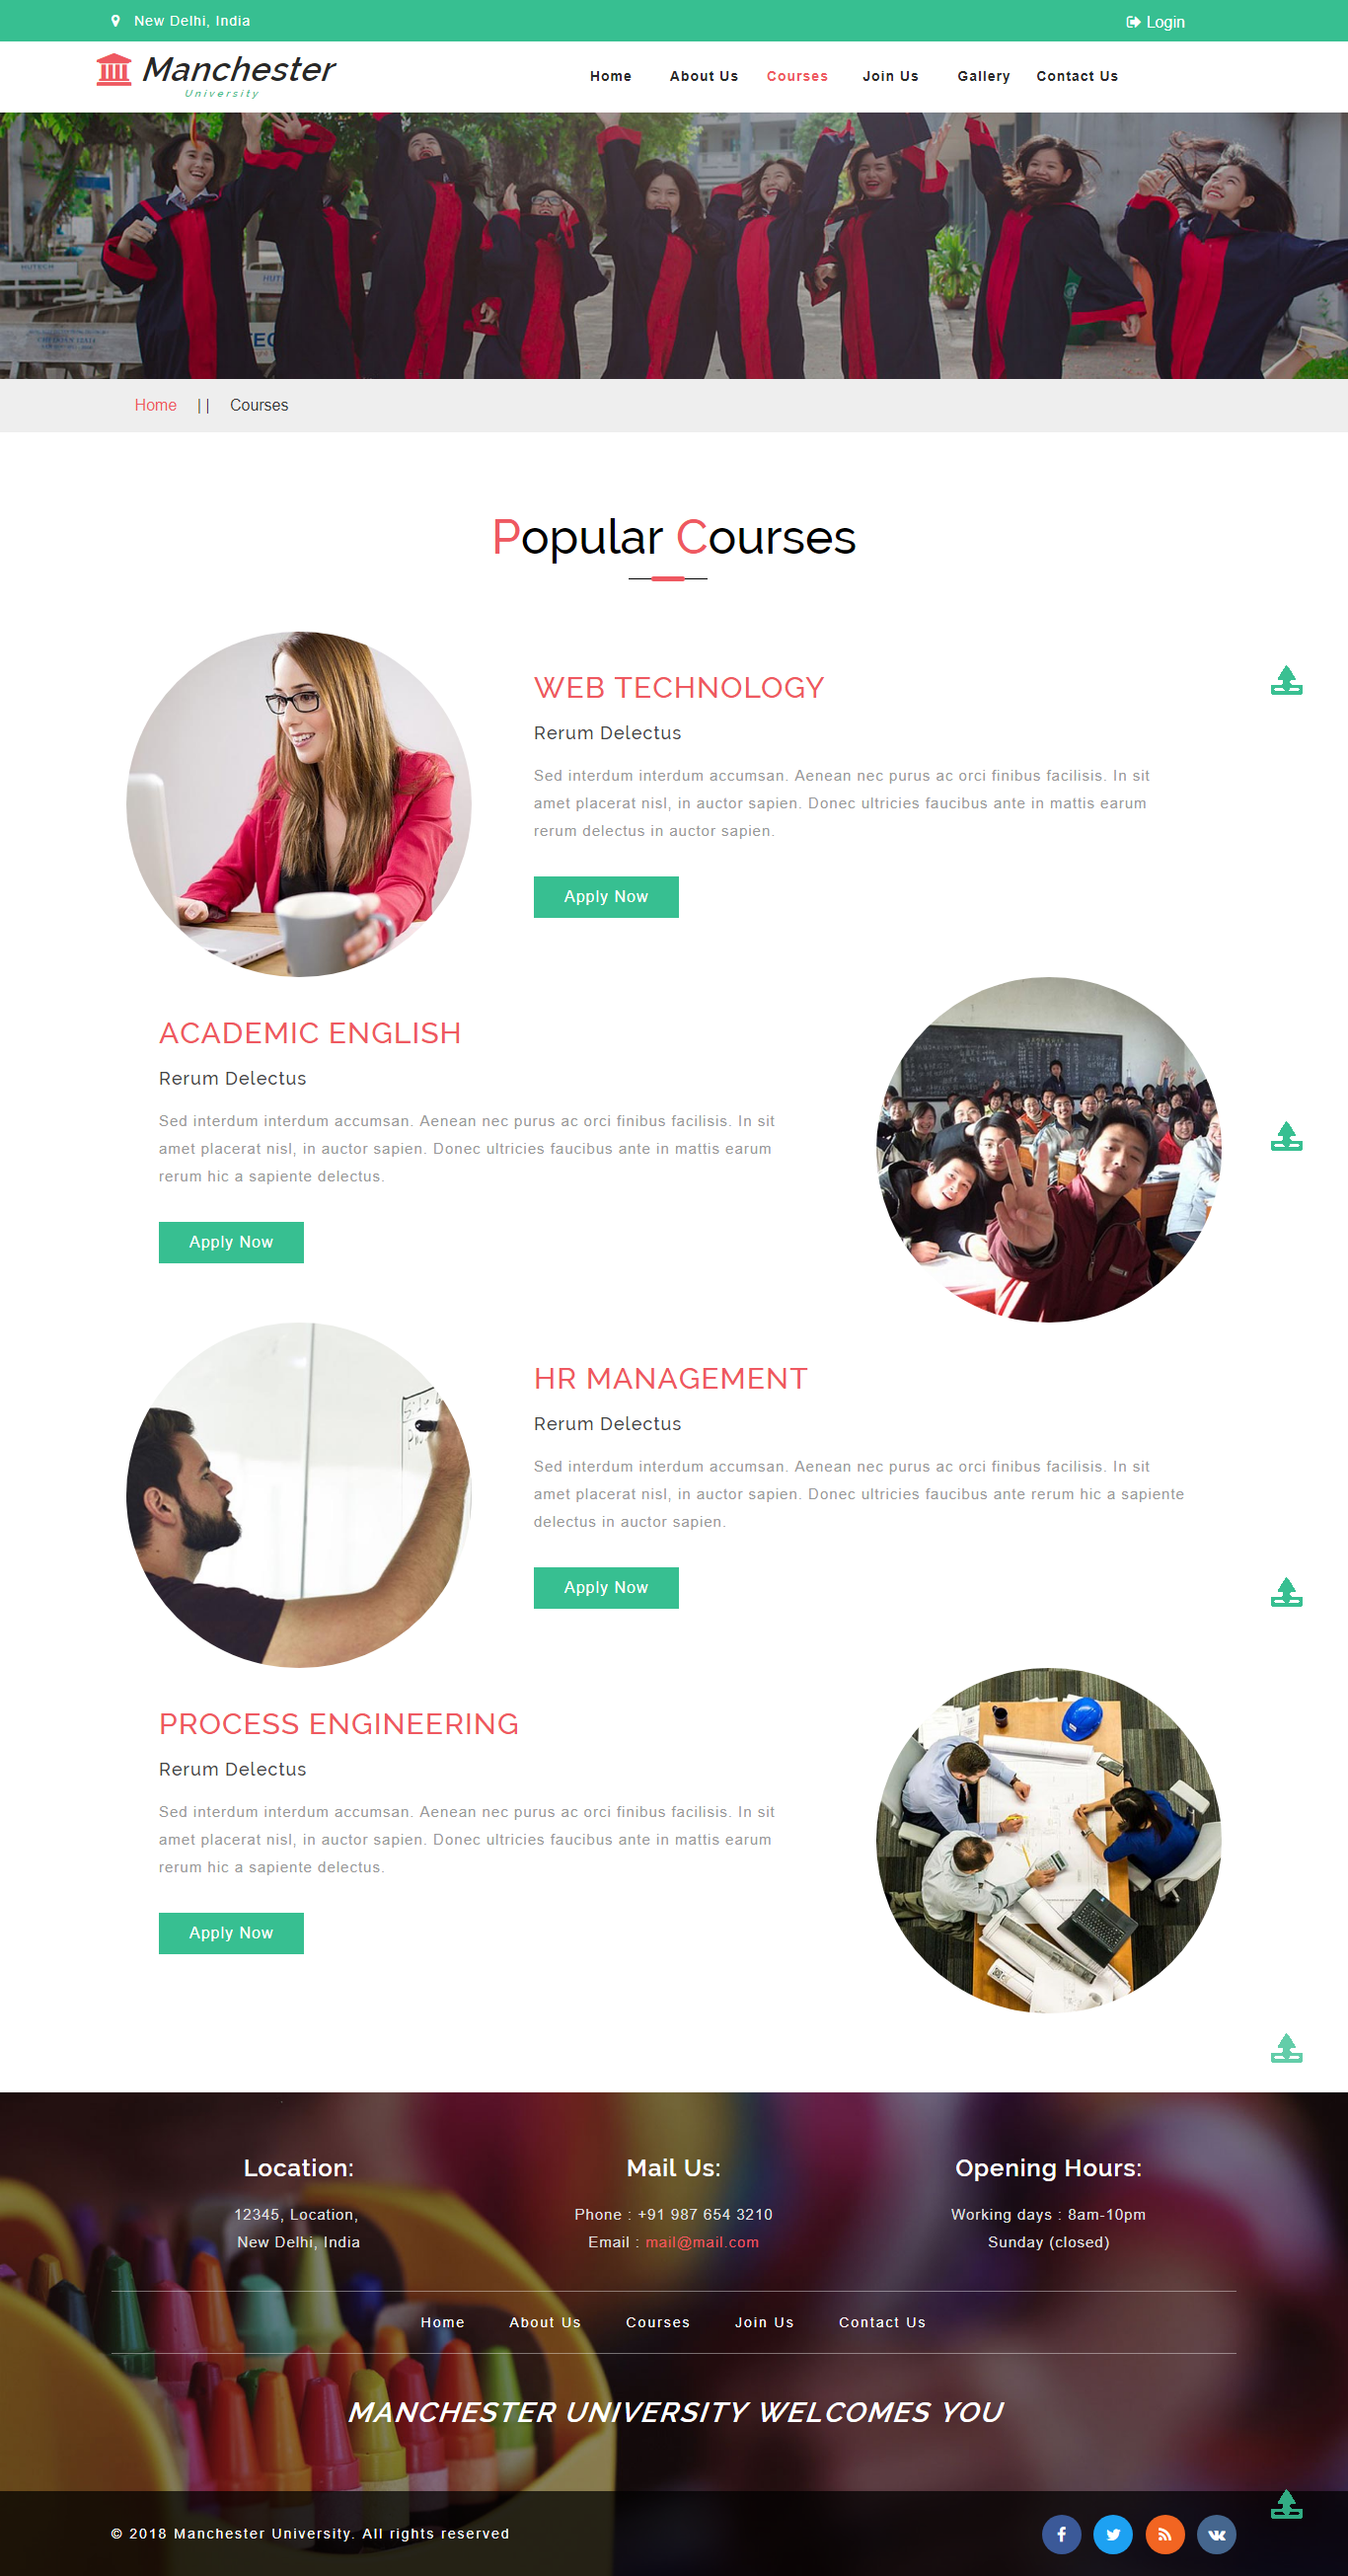 New Delhi, India
Login
Manchester
University
Home About Us Courses Join Us Gallery Contact Us
HUTECH
HUTE
TEC
Home || Courses
Popular Courses
WEB TECHNOLOGY
Rerum Delectus
Sed interdum interdum accumsan. Aenean nec purus ac orci finibus facilisis. In sit
amet placerat nisl, in auctor sapien. Donec ultricies faucibus ante in mattis earum
rerum delectus in auctor sapien.
Apply Now
ACADEMIC ENGLISH
Rerum Delectus
Sed interdum interdum accumsan. Aenean nec purus ac orci finibus facilisis. In sit
amet placerat nisl, in auctor sapien. Donec ultricies faucibus ante in mattis earum
rerum hic a sapiente delectus.
Apply Now
HR MANAGEMENT
Rerum Delectus
Sed interdum interdum accumsan. Aenean nec purus ac orci finibus facilisis. In sit
amet placerat nisl, in auctor sapien. Donec ultricies faucibus ante rerum hic a sapiente
delectus in auctor sapien.
Apply Now
PROCESS ENGINEERING
Rerum Delectus
Sed interdum interdum accumsan. Aenean nec purus ac orci finibus facilisis. In sit
amet placerat nisl, in auctor sapien. Donec ultricies faucibus ante in mattis earum
rerum hic a sapiente delectus.
Apply Now
Location:
12345, Location,
New Delhi, India
Mail Us:
Phone : +91 987 654 3210
Email : mail@mail.com
Opening Hours:
Working days : 8am-10pm
Sunday (closed)
Home About Us Courses Join Us Contact Us
MANCHESTER UNIVERSITY WELCOMES YOU
© 2018 Manchester University. All rights reserved